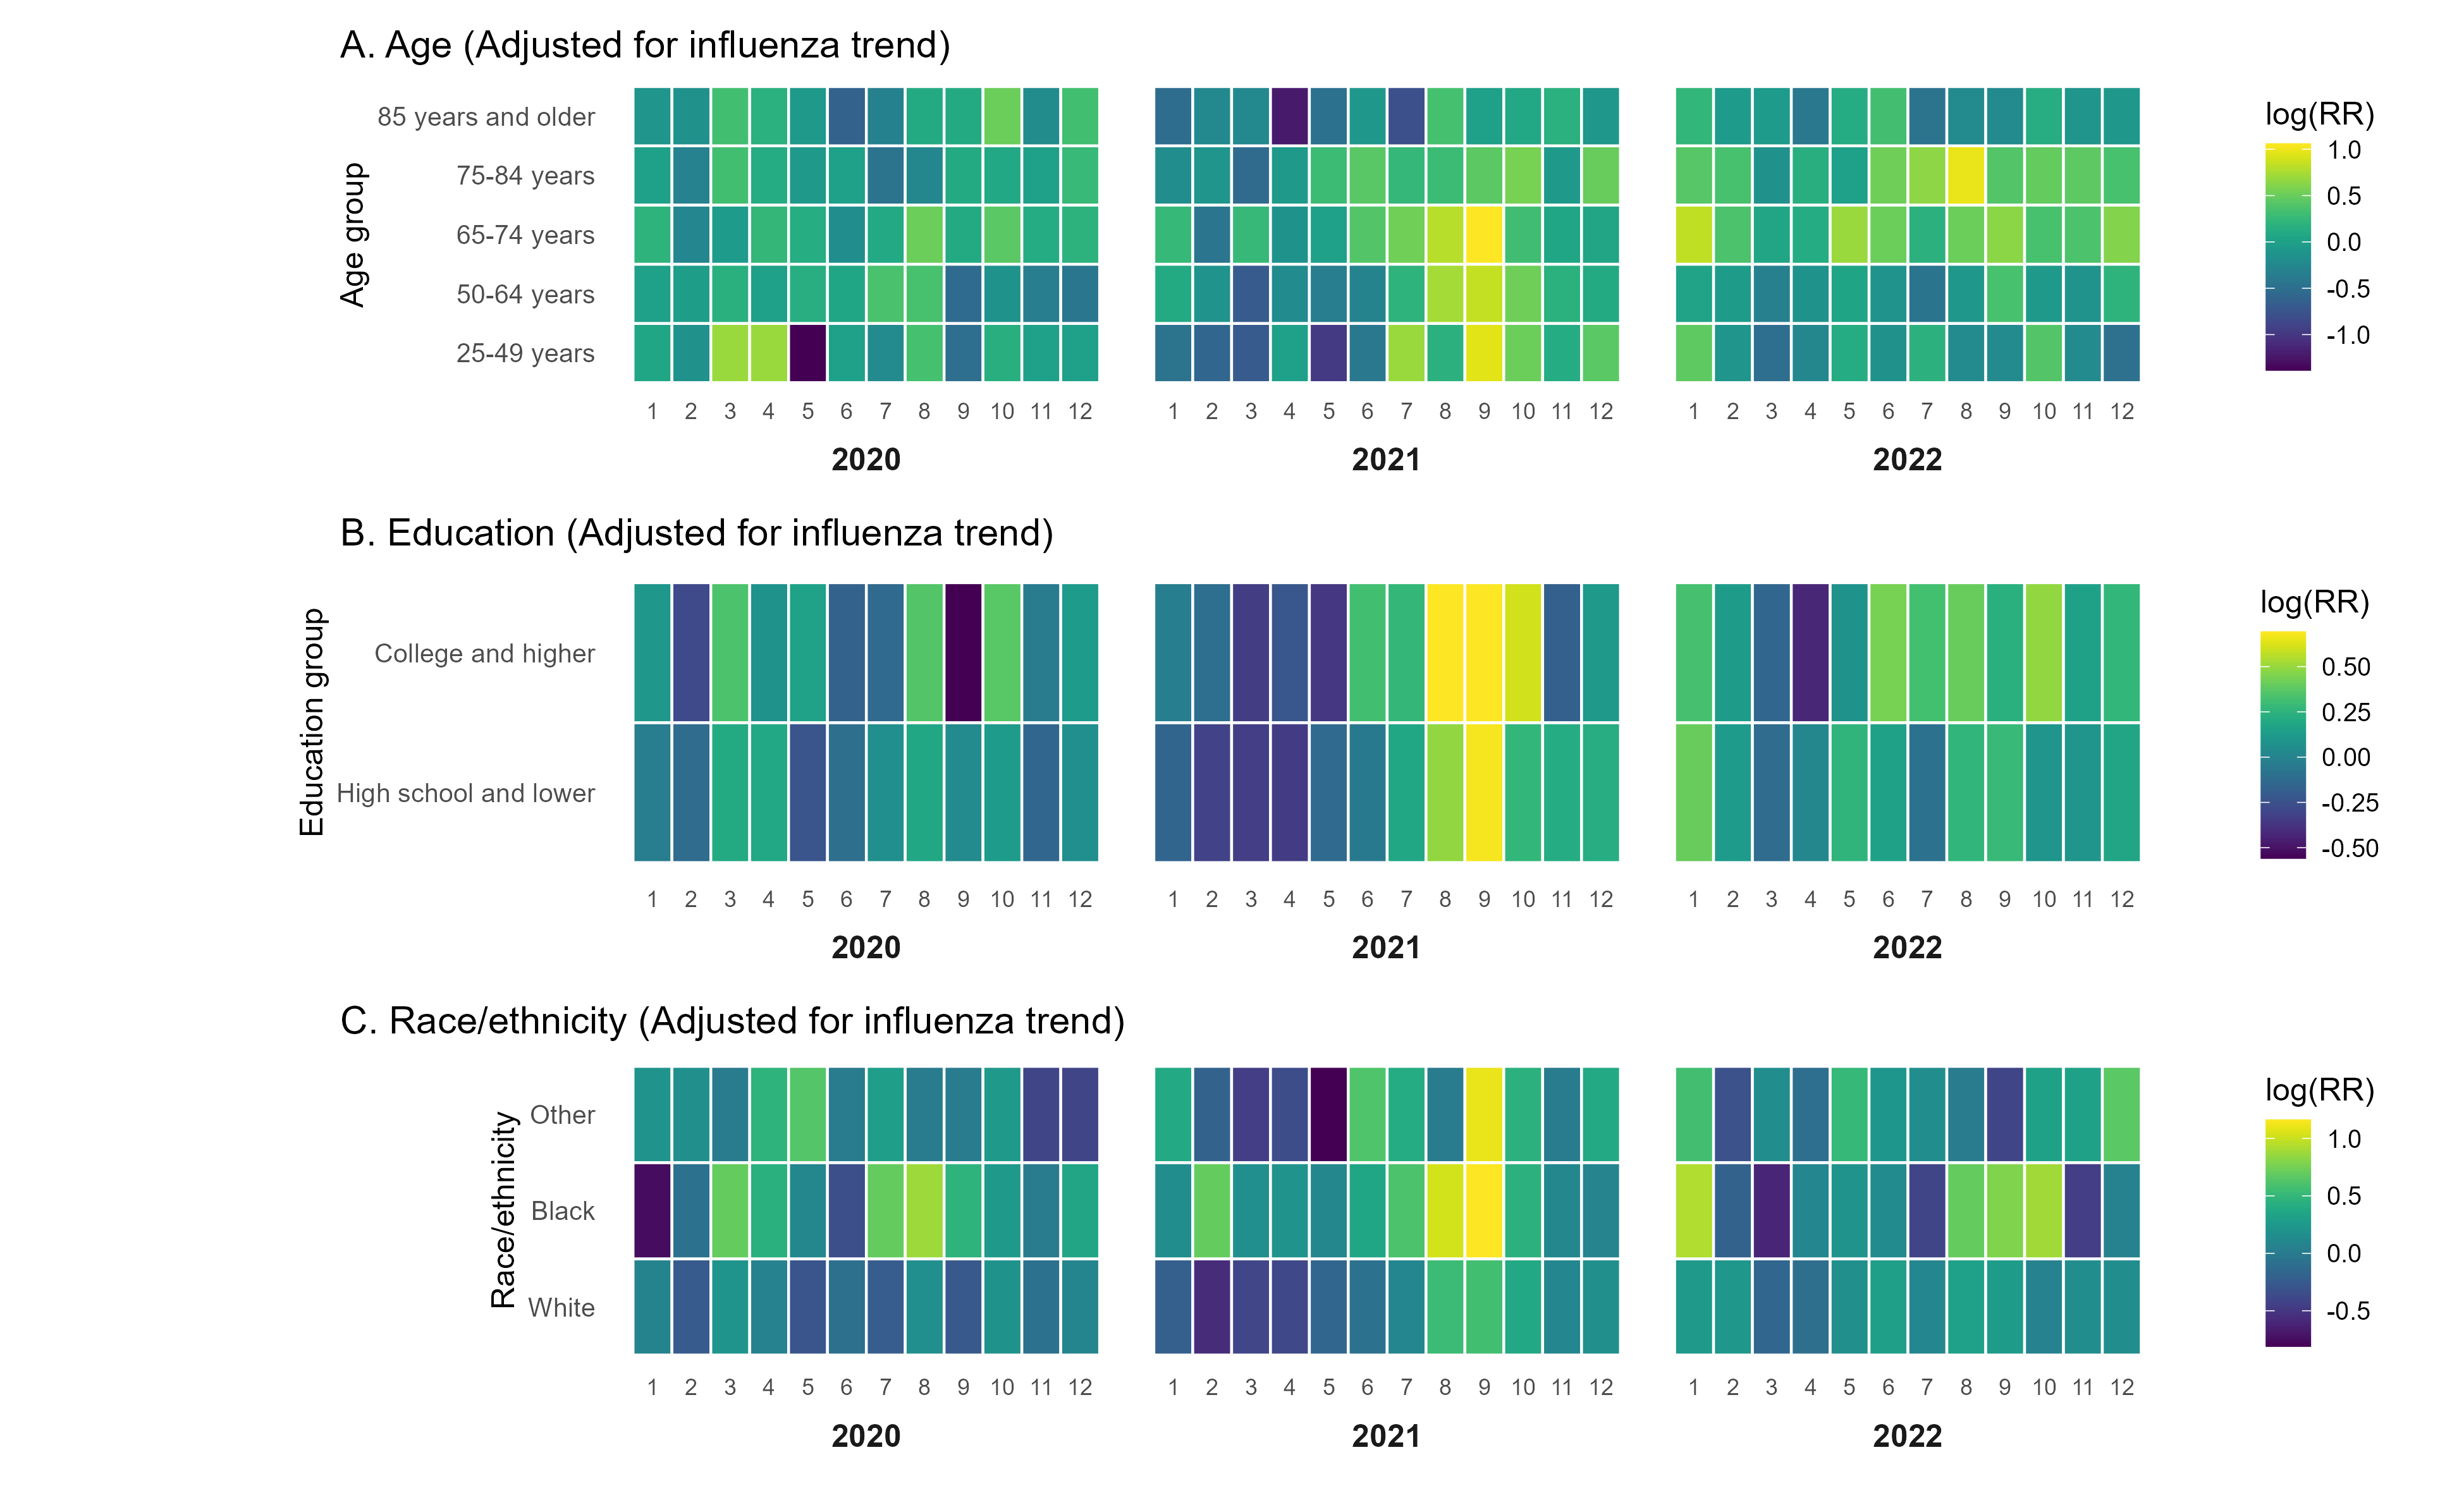 A. Age (Adjusted for influenza trend)
Age group
85 years and older
75-84 years
65-74 years
50-64 years
25-49 years
1 2 3 4 5 6 7 8 9 10 11 12
1 2 3 4 5 6 7 8 9 10 11 12
1 2 3 4 5 6 7 8 9 10 11 12
2020
2021
2022
log(RR)
1.0
0.5
0.0
-0.5
-1.0
B. Education (Adjusted for influenza trend)
Education group
College and higher
High school and lower
1 2 3 4 5 6 7 8 9 10 11 12
1 2 3 4 5 6 7 8 9 10 11 12
1 2 3 4 5 6 7 8 9 10 11 12
2020
2021
2022
log(RR)
0.50
0.25
0.00
-0.25
-0.50
C. Race/ethnicity (Adjusted for influenza trend)
Race/ethnicity
Other
Black
White
1 2 3 4 5 6 7 8 9 10 11 12
1 2 3 4 5 6 7 8 9 10 11 12
1 2 3 4 5 6 7 8 9 10 11 12
2020
2021
2022
log(RR)
1.0
0.5
0.0
-0.5